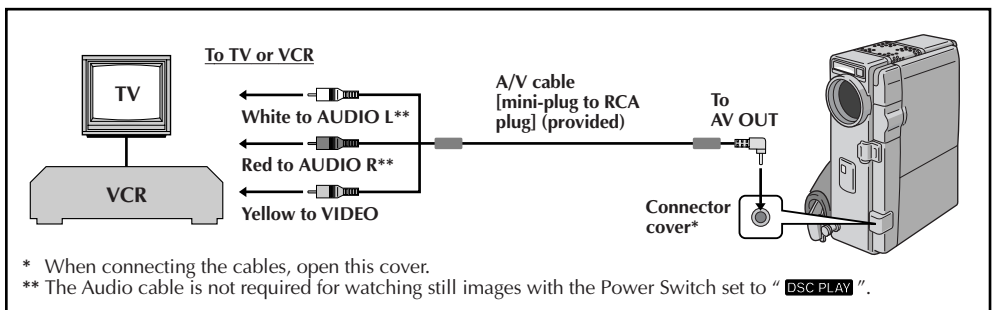 To TV or VCR
TV
VCR
White to AUDIO L**
Red to AUDIO R**
Yellow to VIDEO
A/V cable
[mini-plug to RCA
plug] (provided)
To
AV OUT
Connector
cover*
* When connecting the cables, open this cover.
** The Audio cable is not required for watching still images with the Power Switch set to “ DSC PLAY ”.